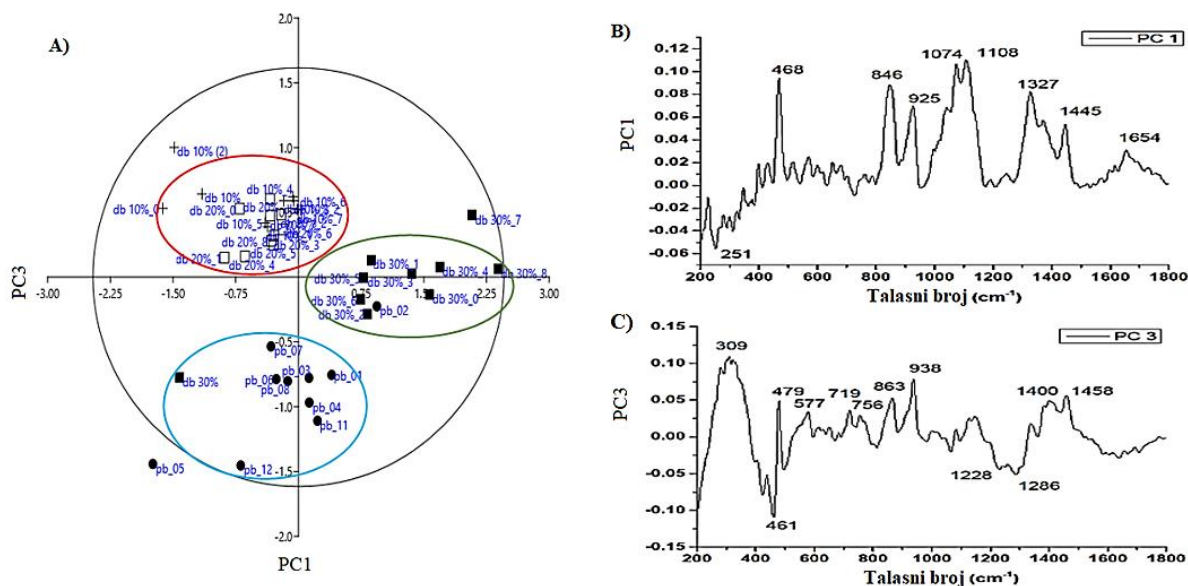 A)
2.0
1.5
1.0
0.5
-0.5
-1.0
-1.5
-2.0
-3.00
-2.25
-1.50
-0.75
0.75
1.50
2.25
3.00
PC3
PC1
db 10% (2)
db 10%
db 10%_0
db 10%_4
db 10%_6
db 20%_0
db 20%
db 10%_5
db 20%_6
db 20%_3
db 20%_8
db 20%_5
db 20%_4
db 30%_7
db 30%_1
db 30%_4
db 30%_8
db 30%_3
db 30%_0
pb_02
pb_07
db 30%
pb_06
pb_03
pb_01
pb_08
pb_04
pb_11
pb_05
pb_12
B)
PC 1
PC1
0.12
0.10
0.08
0.06
0.04
0.02
0.00
-0.02
-0.04
-0.06
251
468
846
925
1074
1108
1327
1445
1654
200 400 600 800 1000 1200 1400 1600 1800
Talasni broj (cm⁻¹)
C)
PC 3
PC3
0.15
0.10
0.05
0.00
-0.05
-0.10
-0.15
309
461
479
577
719
756
863
938
1228
1286
1400
1458
200 400 600 800 1000 1200 1400 1600 1800
Talasni broj (cm⁻¹)